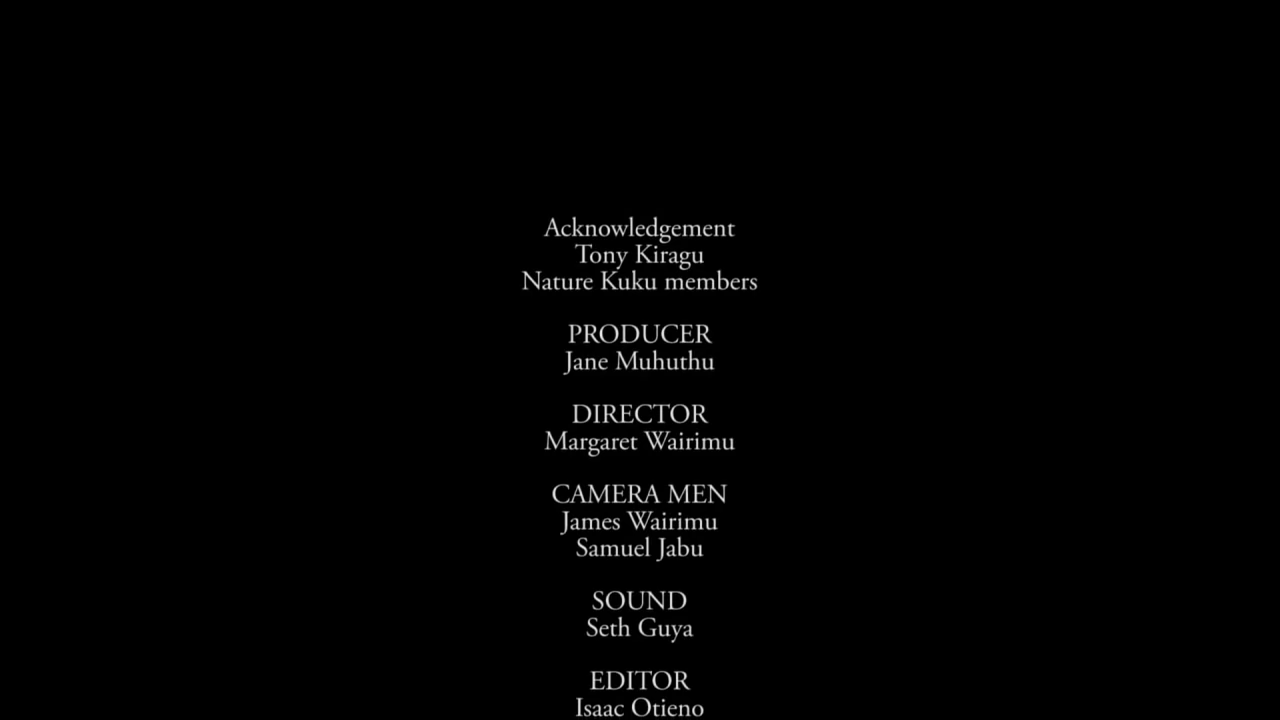 Acknowledgement
Tony Kiragu
Nature Kuku members
PRODUCER
Jane Muhuthu
DIRECTOR
Margaret Wairimu
CAMERA MEN
James Wairimu
Samuel Jabu
SOUND
Seth Guya
EDITOR
Isaac Otieno